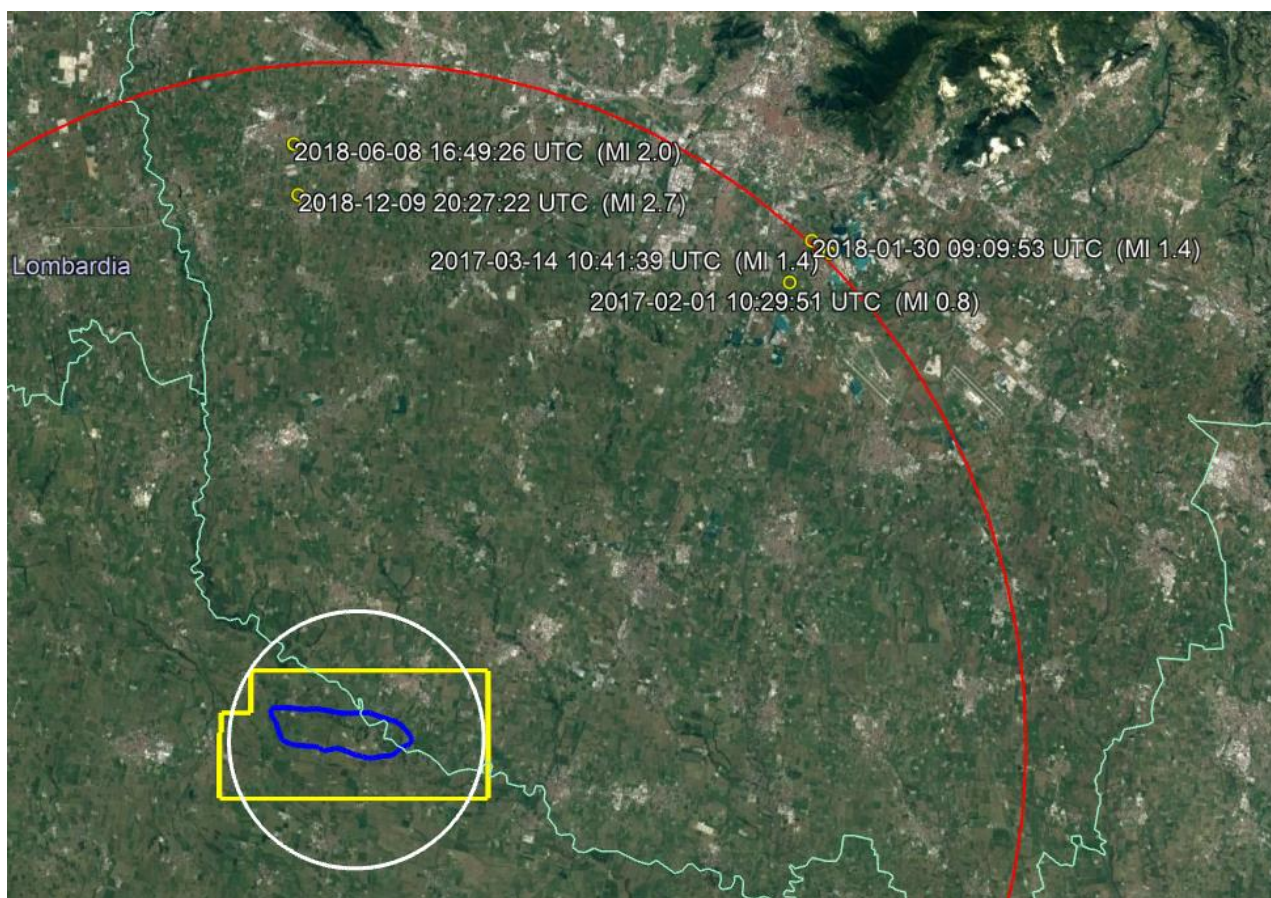 2018-06-08 16:49:26 UTC (Ml 2.0)
2018-12-09 20:27:22 UTC (Ml 2.7)
2018-01-30 09:09:53 UTC (Ml 1.4)
2017-03-14 10:41:39 UTC (Ml 1.4)
Lombardia
2017-02-01 10:29:51 UTC (Ml 0.8)